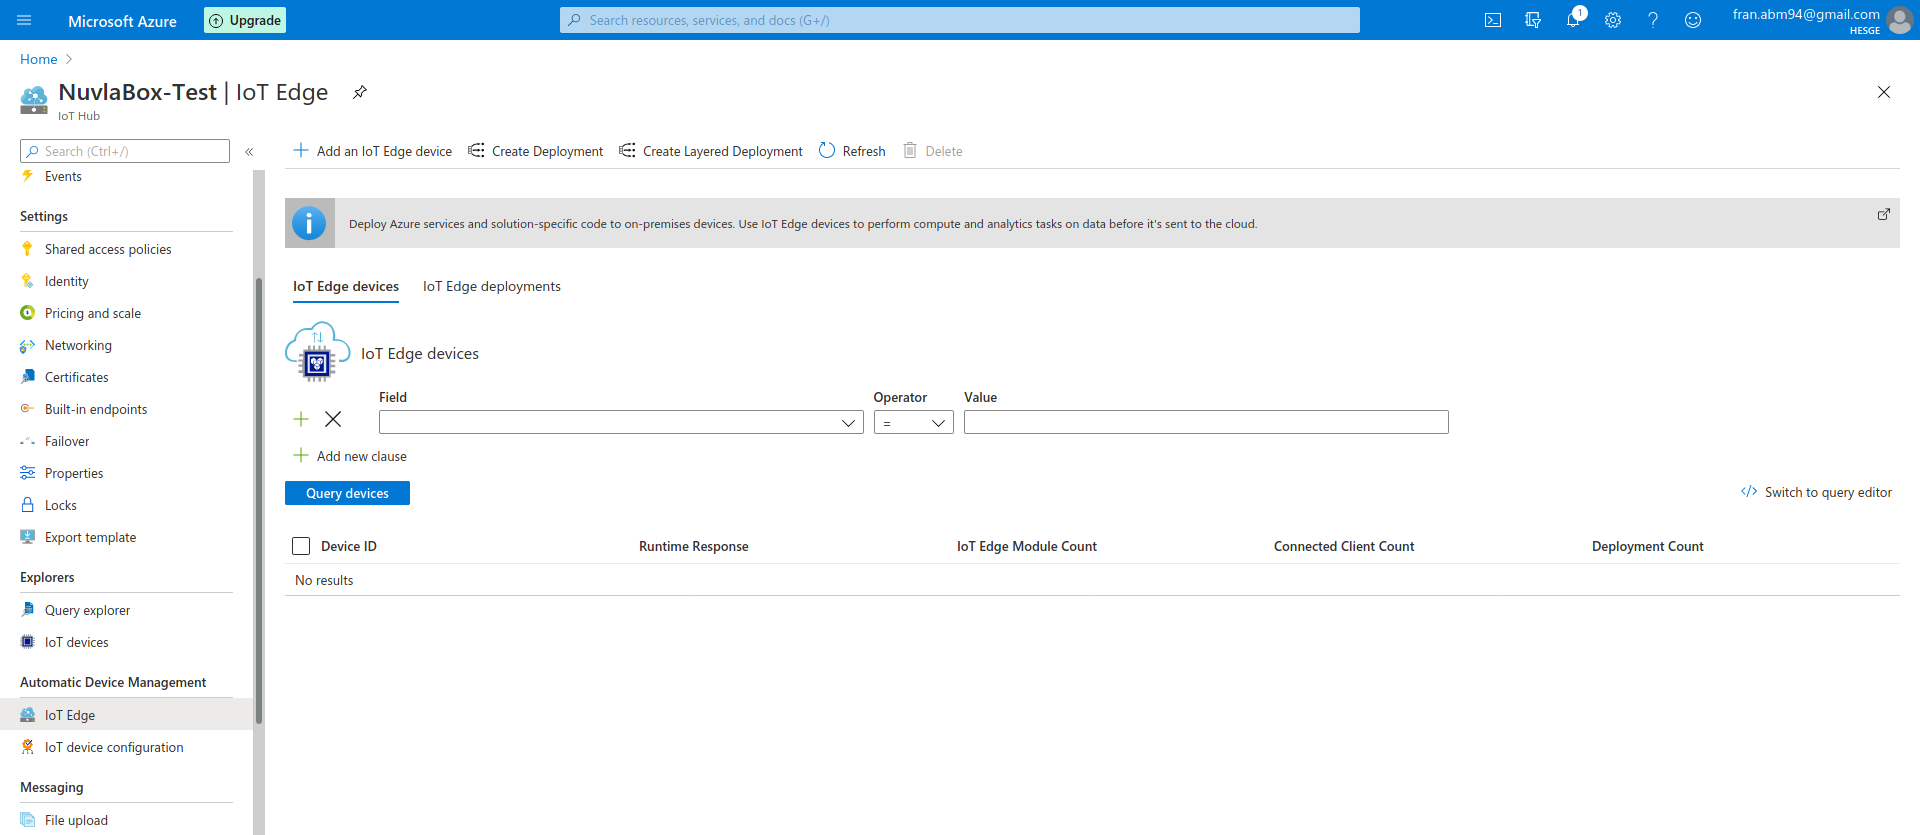 Microsoft Azure
Upgrade
Search resources, services, and docs (G+/)
1
fran.abm94@gmail.com
HESGE
Home
NuvlaBox-Test | IoT Edge
IoT Hub
Search (Ctrl+/)
Events
Settings
Shared access policies
Identity
Pricing and scale
Networking
Certificates
Built-in endpoints
Failover
Properties
Locks
Export template
Explorers
Query explorer
IoT devices
Automatic Device Management
IoT Edge
IoT device configuration
Messaging
File upload
Add an IoT Edge device
Create Deployment
Create Layered Deployment
Refresh
Delete
Deploy Azure services and solution-specific code to on-premises devices. Use IoT Edge devices to perform compute and analytics tasks on data before it's sent to the cloud.
IoT Edge devices
IoT Edge deployments
IoT Edge devices
Field
Operator
Value
=
Add new clause
Query devices
Switch to query editor
Device ID
Runtime Response
IoT Edge Module Count
Connected Client Count
Deployment Count
No results